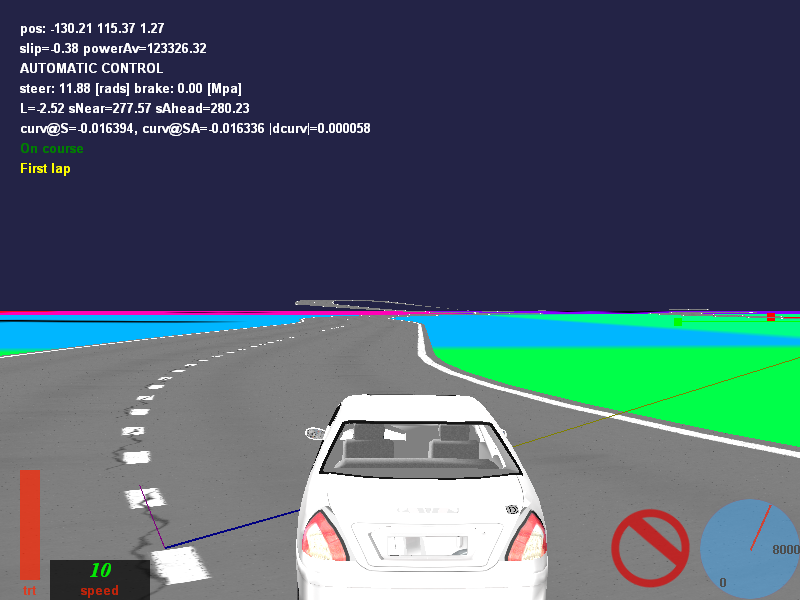 pos: -130.21 115.37 1.27
slip=-0.38 powerAv=123326.32
AUTOMATIC CONTROL
steer: 11.88 [rads] brake: 0.00 [Mpa]
L=-2.52 sNear=277.57 sAhead=280.23
curv@S=-0.016394, curv@SA=-0.016336 |dcurv|=0.000058
On course
First lap
8000
10
0
trt
speed